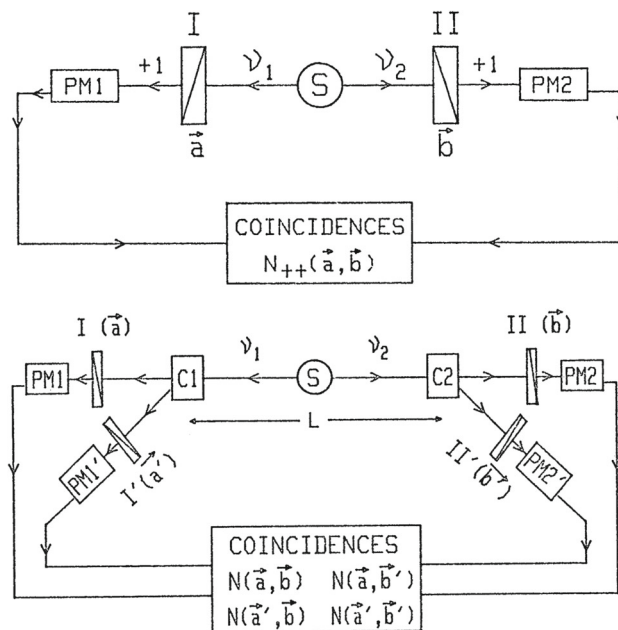 I II
PM1 +1 ν₁ S ν₂ +1 PM2
a⃗ b⃗
COINCIDENCES
N₊₊(a⃗,b⃗)
I (a⃗) II (b⃗)
PM1 C1 ν₁ S ν₂ C2 PM2
L
PM1′ I′(a⃗′) II′(b⃗′) PM2′
COINCIDENCES
N(a⃗,b⃗) N(a⃗,b⃗′)
N(a⃗′,b⃗) N(a⃗′,b⃗′)